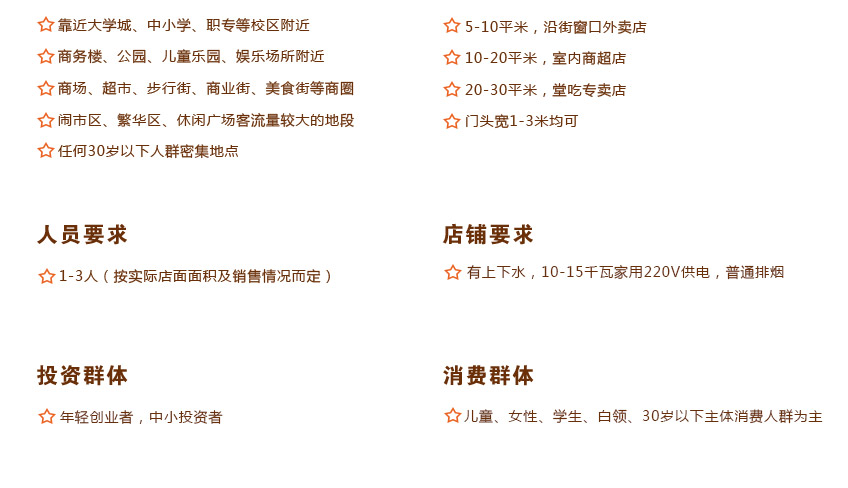 靠近大学城、中小学、职专等校区附近
商务楼、公园、儿童乐园、娱乐场所附近
商场、超市、步行街、商业街、美食街等商圈
闹市区、繁华区、休闲广场客流量较大的地段
任何30岁以下人群密集地点
5-10平米，沿街窗口外卖店
10-20平米，室内商超店
20-30平米，堂吃专卖店
门头宽1-3米均可
人员要求
1-3人（按实际店面面积及销售情况而定）
店铺要求
有上下水，10-15千瓦家用220V供电，普通排烟
投资群体
年轻创业者，中小投资者
消费群体
儿童、女性、学生、白领、30岁以下主体消费人群为主